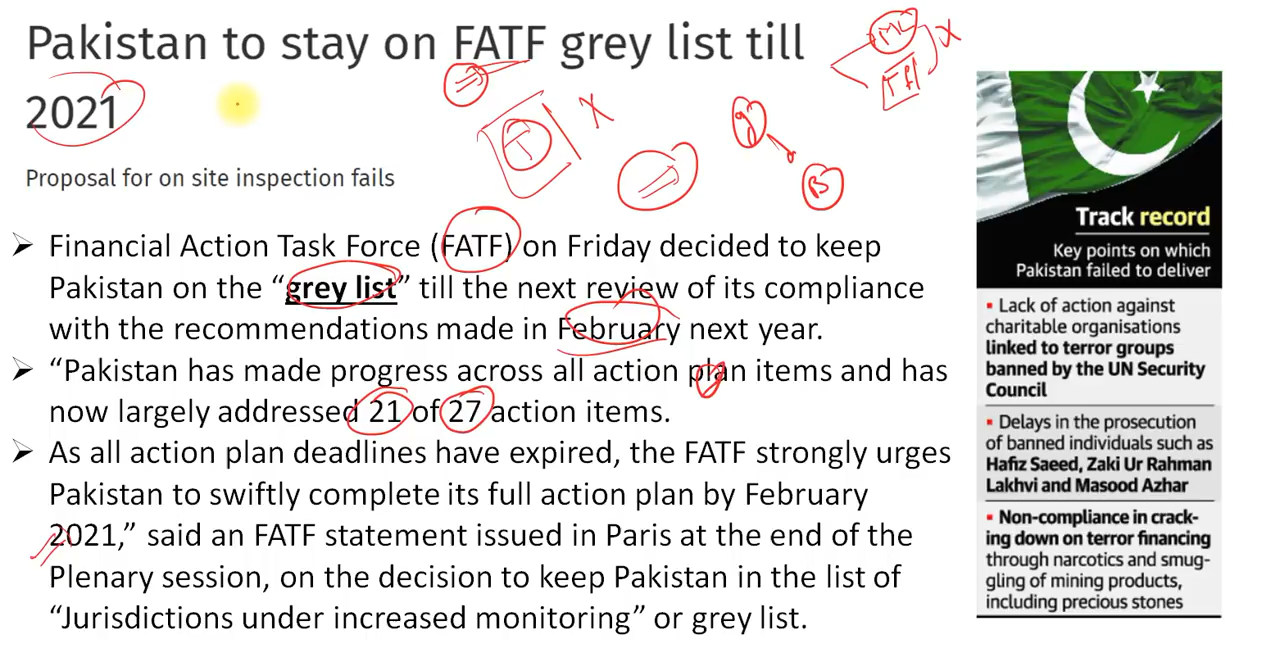 Pakistan to stay on FATF grey list till
2021
Proposal for on site inspection fails
➢ Financial Action Task Force (FATF) on Friday decided to keep
Pakistan on the “grey list” till the next review of its compliance
with the recommendations made in February next year.
➢ “Pakistan has made progress across all action plan items and has
now largely addressed 21 of 27 action items.
➢ As all action plan deadlines have expired, the FATF strongly urges
Pakistan to swiftly complete its full action plan by February
2021,” said an FATF statement issued in Paris at the end of the
Plenary session, on the decision to keep Pakistan in the list of
“Jurisdictions under increased monitoring” or grey list.
ML
X
T
X
B
Track record
Key points on which
Pakistan failed to deliver
▪ Lack of action against
charitable organisations
linked to terror groups
banned by the UN Security
Council
▪ Delays in the prosecution
of banned individuals such as
Hafiz Saeed, Zaki Ur Rahman
Lakhvi and Masood Azhar
▪ Non-compliance in crack-
ing down on terror financing
through narcotics and smug-
gling of mining products,
including precious stones